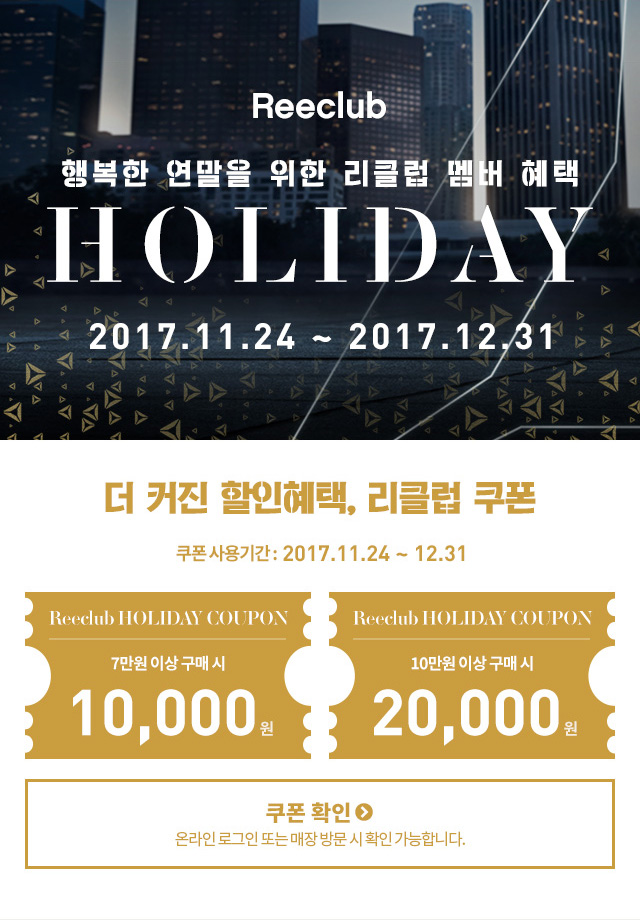 Reeclub
행복한 연말을 위한 리클럽 멤버 혜택
HOLIDAY
2017.11.24 ~ 2017.12.31
더 커진 할인혜택, 리클럽 쿠폰
쿠폰 사용기간 : 2017.11.24 ~ 12.31
Reeclub HOLIDAY COUPON
7만원 이상 구매 시
10,000원
Reeclub HOLIDAY COUPON
10만원 이상 구매 시
20,000원
쿠폰 확인
온라인 로그인 또는 매장 방문 시 확인 가능합니다.